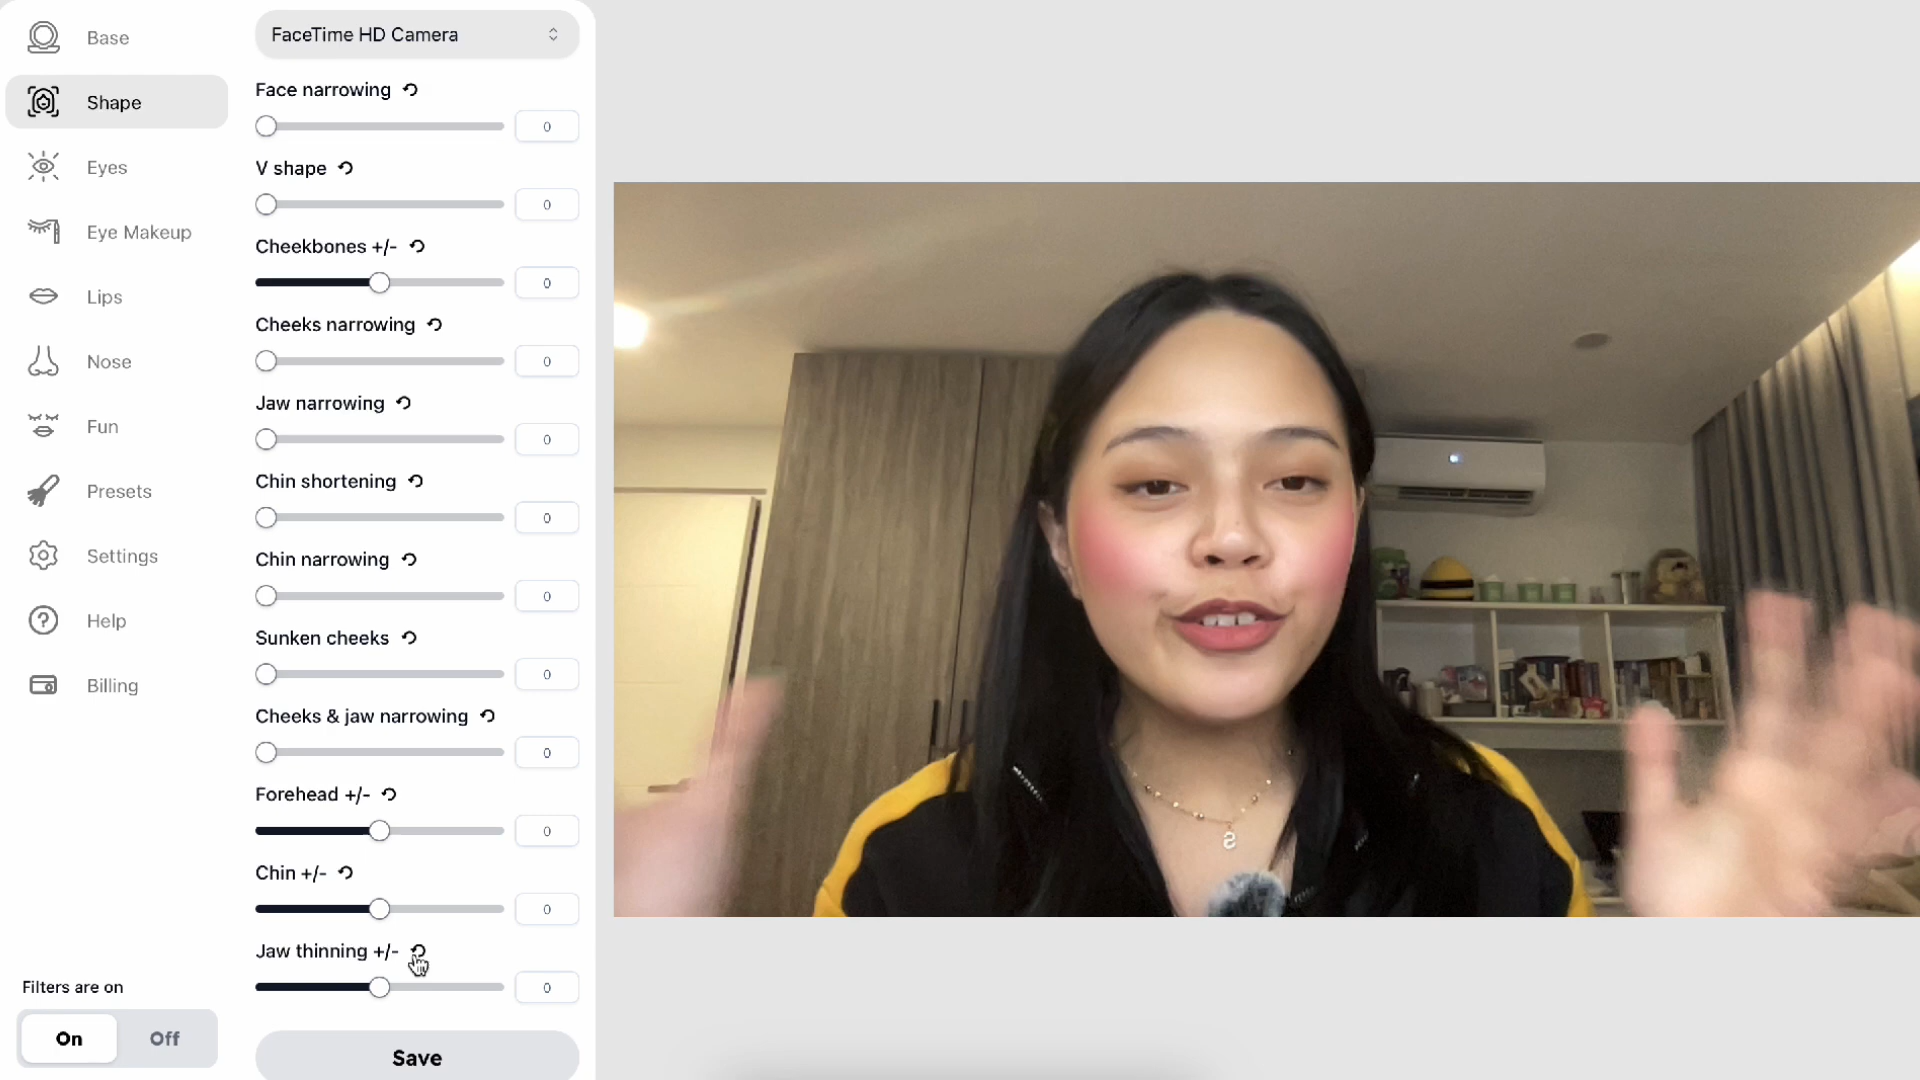 Base
Shape
Eyes
Eye Makeup
Lips
Nose
Fun
Presets
Settings
Help
Billing
Filters are on
On
Off
FaceTime HD Camera
Face narrowing
0
V shape
0
Cheekbones +/-
0
Cheeks narrowing
0
Jaw narrowing
0
Chin shortening
0
Chin narrowing
0
Sunken cheeks
0
Cheeks & jaw narrowing
0
Forehead +/-
0
Chin +/-
0
Jaw thinning +/-
0
Save